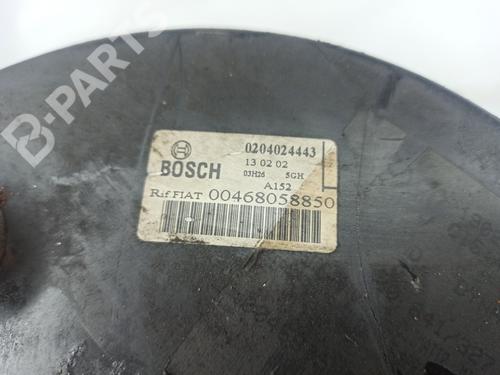 B-PARTS
BOSCH
0204024443
13 02 02
03H26 5GH
A152
Rif FIAT 00468058850